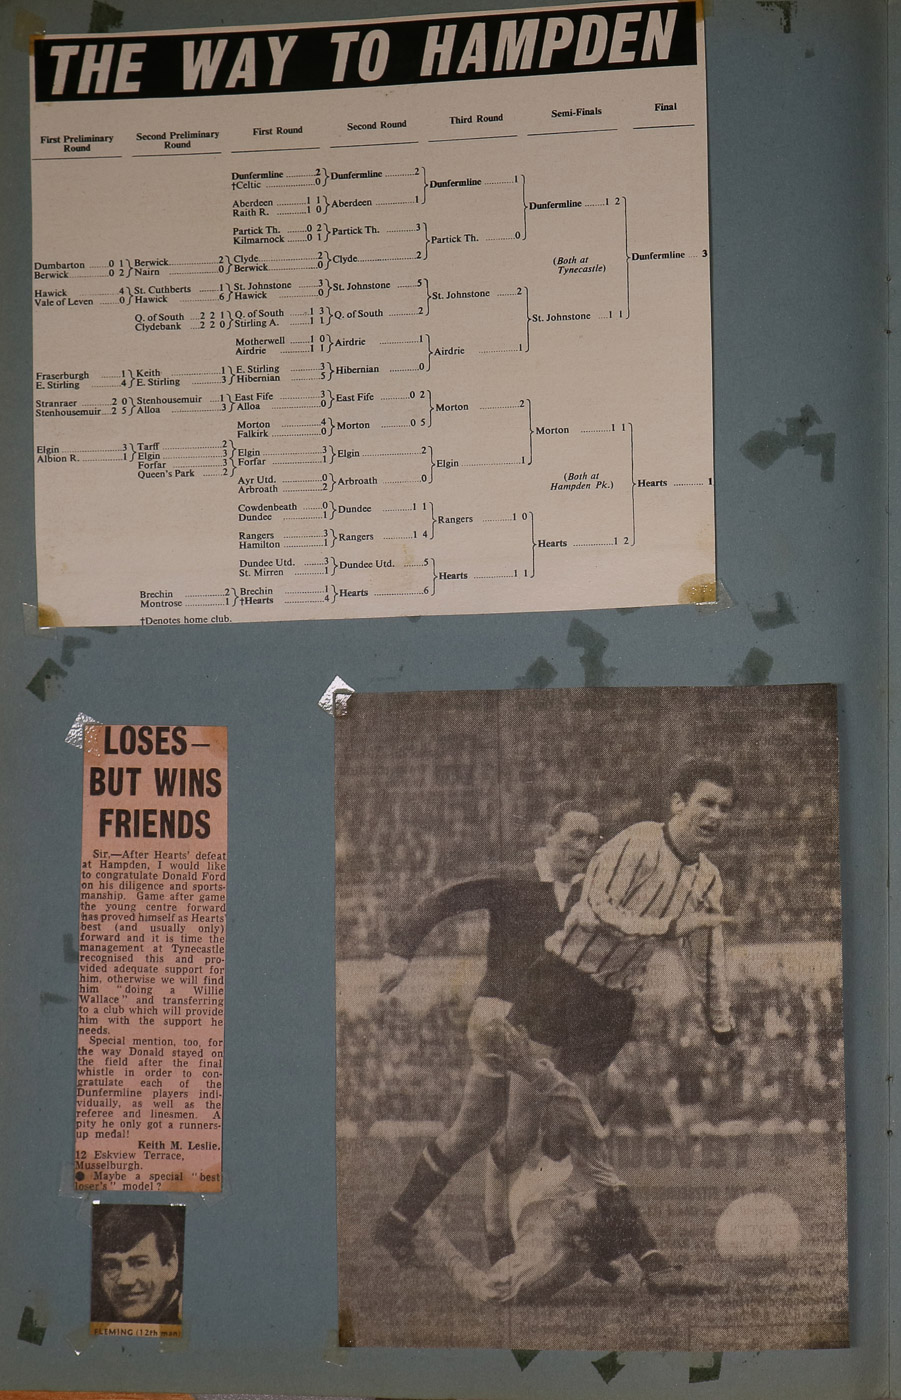 THE WAY TO HAMPDEN
First Preliminary Round
Second Preliminary Round
First Round
Second Round
Third Round
Semi-Finals
Final
Dumbarton 0 1
Berwick 0 2
Hawick 4
Vale of Leven 0
Fraserburgh 1
E. Stirling 4
Stranraer 2 0
Stenhousemuir 2 5
Elgin 3
Albion R. 1
Berwick 2
Nairn 0
St. Cuthberts 1
Hawick 6
Q. of South 2 2 1
Clydebank 2 2 0
Keith 1
E. Stirling 3
Stenhousemuir 1
Alloa 3
Tarff 2
Elgin 3
Forfar 3
Queen's Park 2
Brechin 2
Montrose 1
Dunfermline 2
†Celtic 0
Aberdeen 1 1
Raith R. 1 0
Partick Th. 0 2
Kilmarnock 0 1
Clyde 2
Berwick 0
St. Johnstone 3
Hawick 0
Q. of South 1 3
Stirling A. 1 1
Motherwell 1 0
Airdrie 1 1
E. Stirling 3
Hibernian 5
East Fife 3
Alloa 0
Morton 4
Falkirk 0
Elgin 3
Forfar 1
Ayr Utd. 0
Arbroath 2
Cowdenbeath 0
Dundee 1
Rangers 3
Hamilton 1
Dundee Utd. 3
St. Mirren 1
Brechin 1
†Hearts 4
Dunfermline 2
Aberdeen 1
Partick Th. 3
Clyde 2
St. Johnstone 5
Q. of South 2
Airdrie 1
Hibernian 0
East Fife 0 2
Morton 0 5
Elgin 2
Arbroath 0
Dundee 1 1
Rangers 1 4
Dundee Utd. 5
Hearts 6
Dunfermline 1
Partick Th. 0
St. Johnstone 2
Airdrie 1
Morton 2
Elgin 1
Rangers 1 0
Hearts 1 1
Dunfermline 1 2
(Both at
Tynecastle)
St. Johnstone 1 1
Morton 1 1
(Both at
Hampden Pk.)
Hearts 1 2
Dunfermline 3
Hearts 1
†Denotes home club.
LOSES—
BUT WINS
FRIENDS
Sir.—After Hearts' defeat
at Hampden, I would like
to congratulate Donald Ford
on his diligence and sports-
manship. Game after game
the young centre forward
has proved himself as Hearts'
best (and usually only)
forward and it is time the
management at Tynecastle
recognised this and pro-
vided adequate support for
him, otherwise we will find
him "doing a Willie
Wallace" and transferring
to a club which will provide
him with the support he
needs.
Special mention, too, for
the way Donald stayed on
the field after the final
whistle in order to con-
gratulate each of the
Dunfermline players indi-
vidually, as well as the
referee and linesmen. A
pity he only got a runners-
up medal!
Keith M. Leslie,
12 Eskview Terrace,
Musselburgh.
● Maybe a special "best
loser's" model?
FLEMING (12th man)